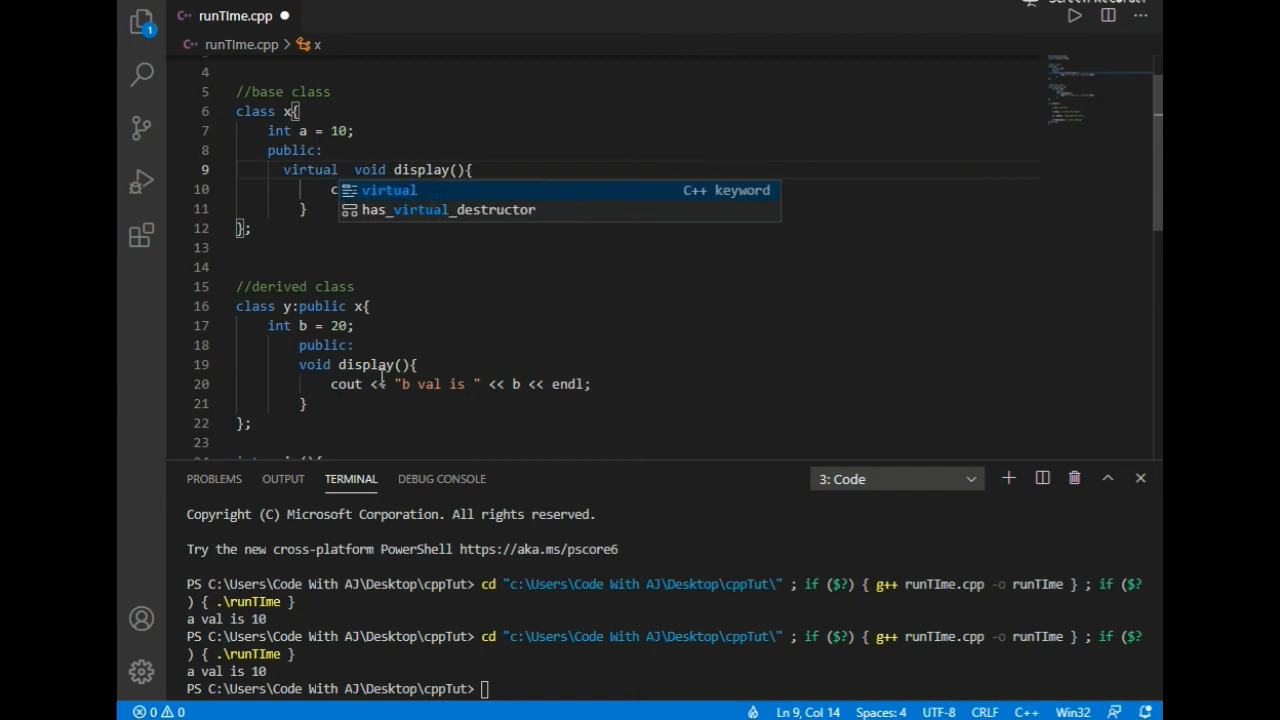 runTIme.cpp
runTIme.cpp > x
4
5 //base class
6 class x{
7 int a = 10;
8 public:
9 virtual  void display(){
10 c
virtual C++ keyword
has_virtual_destructor
11 }
12 };
13
14
15 //derived class
16 class y:public x{
17 int b = 20;
18 public:
19 void display(){
20 cout << "b val is " << b << endl;
21 }
22 };
23
PROBLEMS OUTPUT TERMINAL DEBUG CONSOLE 3: Code
Copyright (C) Microsoft Corporation. All rights reserved.
Try the new cross-platform PowerShell https://aka.ms/pscore6
PS C:\Users\Code With AJ\Desktop\cppTut> cd "c:\Users\Code With AJ\Desktop\cppTut\" ; if ($?) { g++ runTIme.cpp -o runTIme } ; if ($?
) { .\runTIme }
a val is 10
PS C:\Users\Code With AJ\Desktop\cppTut> cd "c:\Users\Code With AJ\Desktop\cppTut\" ; if ($?) { g++ runTIme.cpp -o runTIme } ; if ($?
) { .\runTIme }
a val is 10
PS C:\Users\Code With AJ\Desktop\cppTut>
0 0 Ln 9, Col 14 Spaces: 4 UTF-8 CRLF C++ Win32